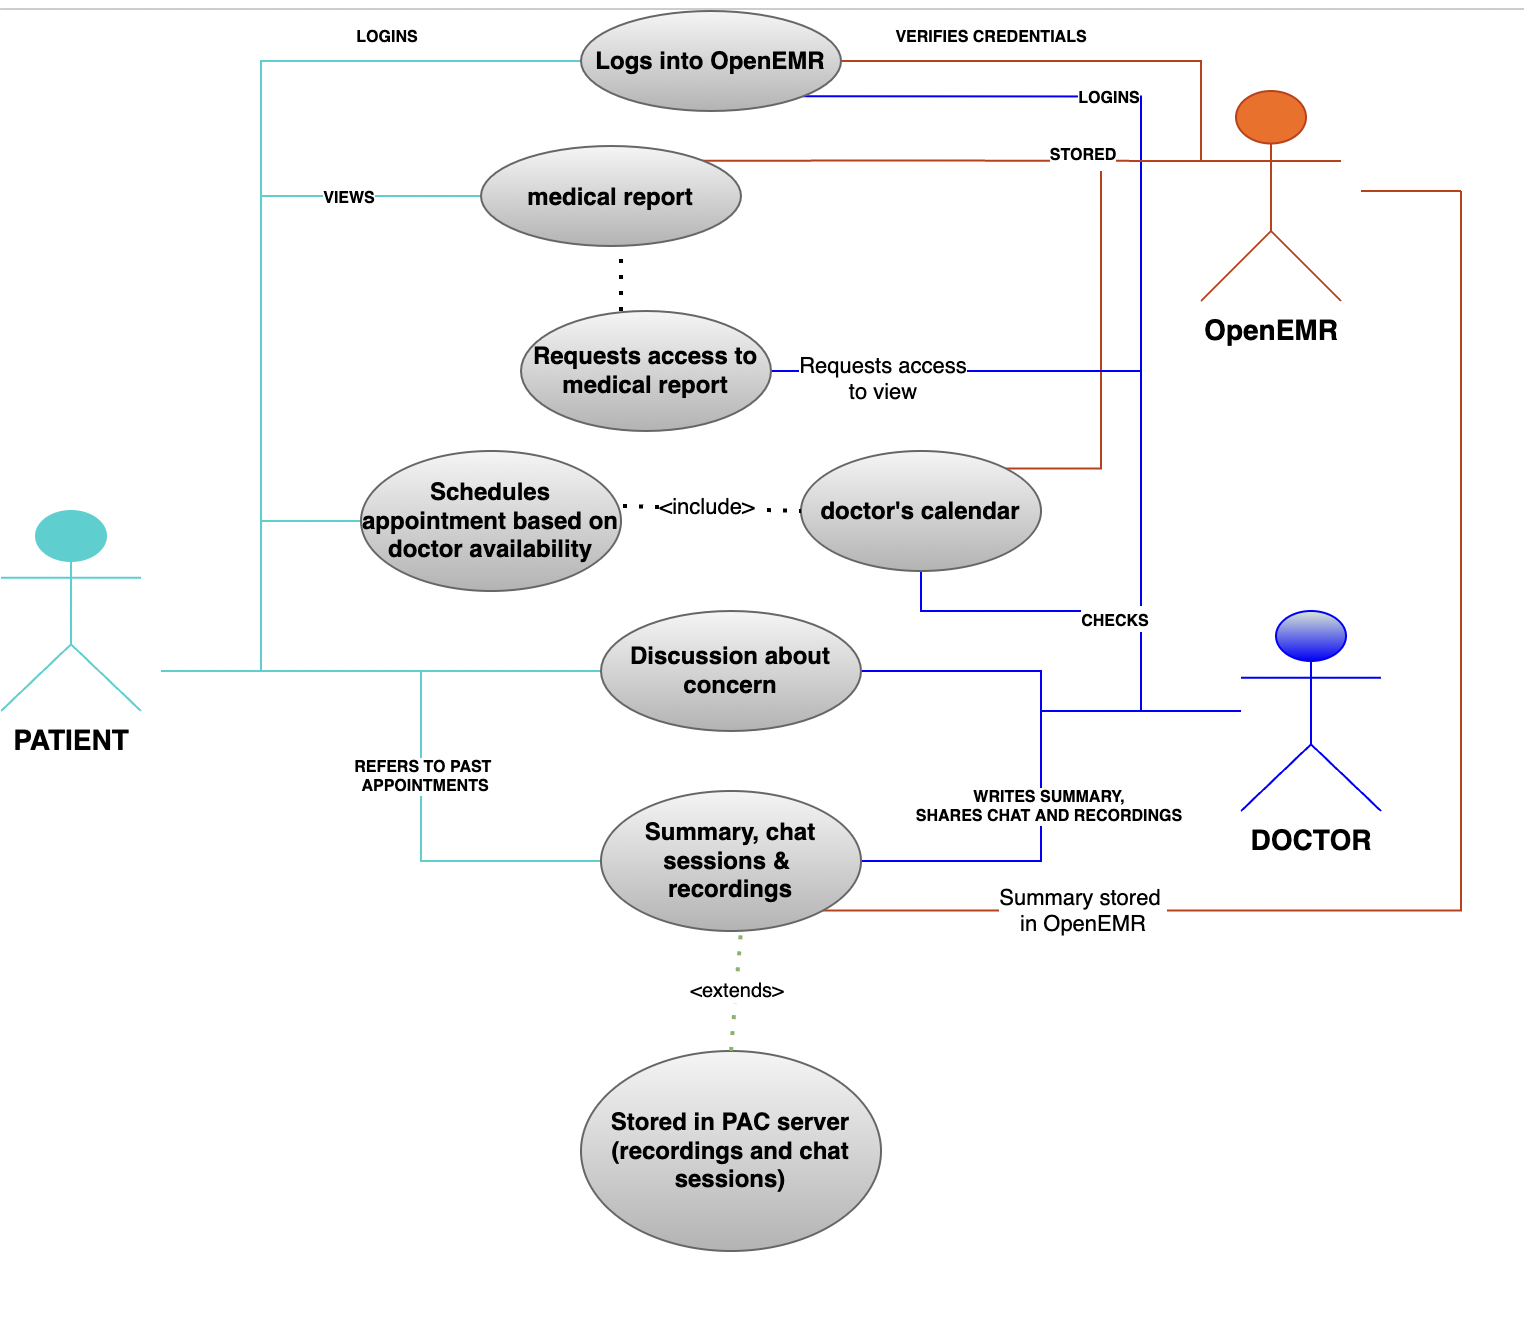 LOGINS
Logs into OpenEMR
VERIFIES CREDENTIALS
LOGINS
STORED
VIEWS
medical report
OpenEMR
Requests access to
medical report
Requests access
to view
Schedules
appointment based on
doctor availability
<include>
doctor's calendar
CHECKS
Discussion about
concern
PATIENT
REFERS TO PAST
APPOINTMENTS
WRITES SUMMARY,
SHARES CHAT AND RECORDINGS
DOCTOR
Summary, chat
sessions &
recordings
Summary stored
in OpenEMR
<extends>
Stored in PAC server
(recordings and chat
sessions)